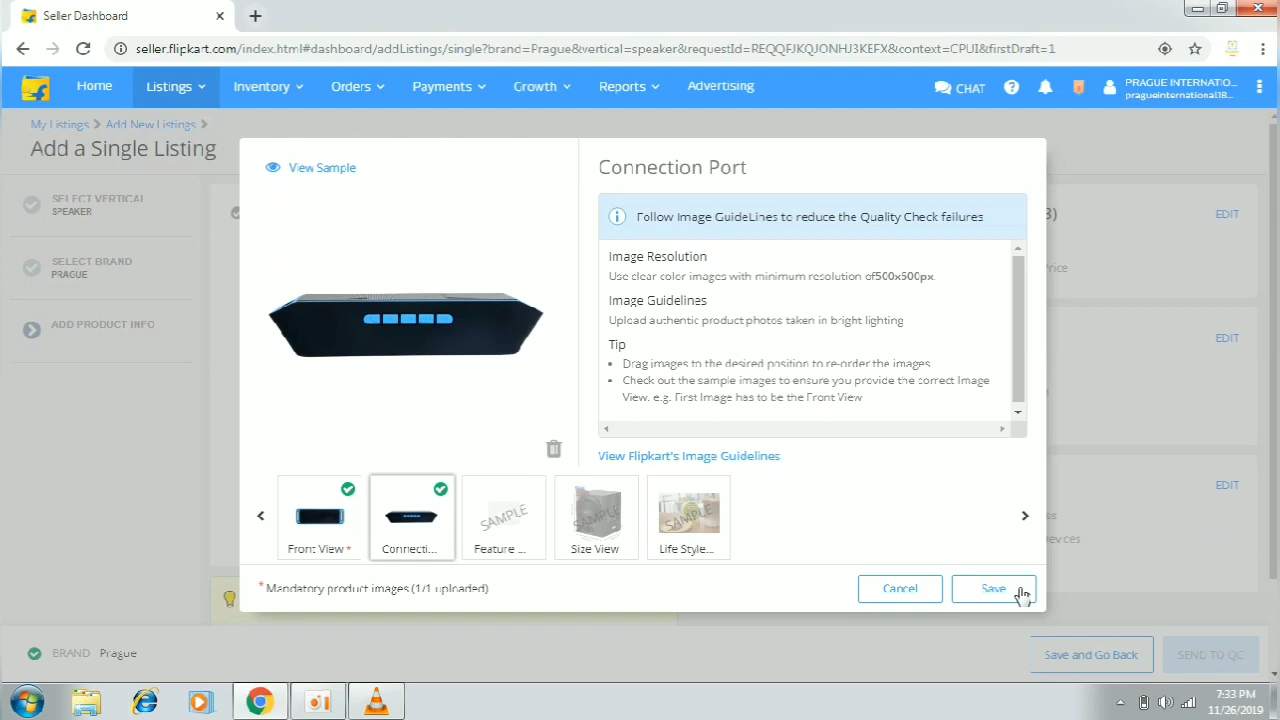 Seller Dashboard
seller.flipkart.com/index.html#dashboard/addListings/single?brand=Prague&vertical=speaker&requestId=REQQFJKQJONHJ3KEFX&context=CPUI&firstDraft=1
Home
Listings
Inventory
Orders
Payments
Growth
Reports
Advertising
CHAT
PRAGUE INTERNATIO...
pragueinternational18...
My Listings
Add New Listings
Add a Single Listing
SELECT VERTICAL
SPEAKER
SELECT BRAND
PRAGUE
ADD PRODUCT INFO
View Sample
Connection Port
Follow Image GuideLines to reduce the Quality Check failures
Image Resolution
Use clear color images with minimum resolution of500x500px.
Image Guidelines
Upload authentic product photos taken in bright lighting
Tip
Drag images to the desired position to re-order the images
Check out the sample images to ensure you provide the correct Image
View. e.g. First Image has to be the Front View
View Flipkart's Image Guidelines
EDIT
rice
EDIT
EDIT
evices
Front View *
Connecti...
SAMPLE
Feature ...
SAMPLE
Size View
SAMPLE
Life Style...
* Mandatory product images (1/1 uploaded)
Cancel
Save
BRAND Prague
Save and Go Back
SEND TO QC
7:33 PM
11/26/2019